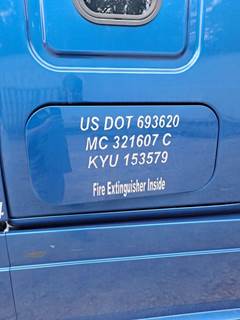 US DOT 693620
MC 321607 C
KYU 153579
Fire Extinguisher Inside